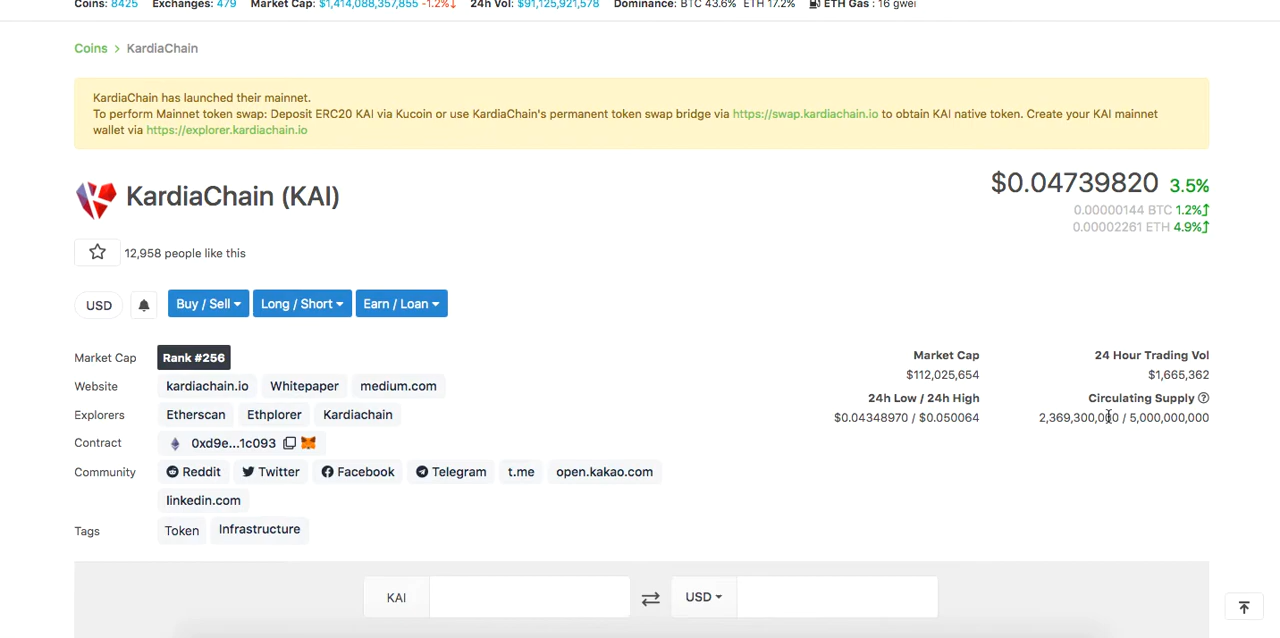 Coins: 8425 Exchanges: 479 Market Cap: $1,414,088,357,855 -1.2% 24h Vol: $91,125,921,578 Dominance: BTC 43.6% ETH 17.2% ETH Gas : 16 gwei
Coins > KardiaChain
KardiaChain has launched their mainnet.
To perform Mainnet token swap: Deposit ERC20 KAI via Kucoin or use KardiaChain's permanent token swap bridge via https://swap.kardiachain.io to obtain KAI native token. Create your KAI mainnet
wallet via https://explorer.kardiachain.io
KardiaChain (KAI)
$0.04739820 3.5%
0.00000144 BTC 1.2%
0.00002261 ETH 4.9%
12,958 people like this
USD Buy / Sell Long / Short Earn / Loan
Market Cap Rank #256
Website kardiachain.io Whitepaper medium.com
Explorers Etherscan Ethplorer Kardiachain
Contract 0xd9e...1c093
Community Reddit Twitter Facebook Telegram t.me open.kakao.com
linkedin.com
Tags Token Infrastructure
Market Cap 24 Hour Trading Vol
$112,025,654 $1,665,362
24h Low / 24h High Circulating Supply
$0.04348970 / $0.050064 2,369,300,000 / 5,000,000,000
KAI USD